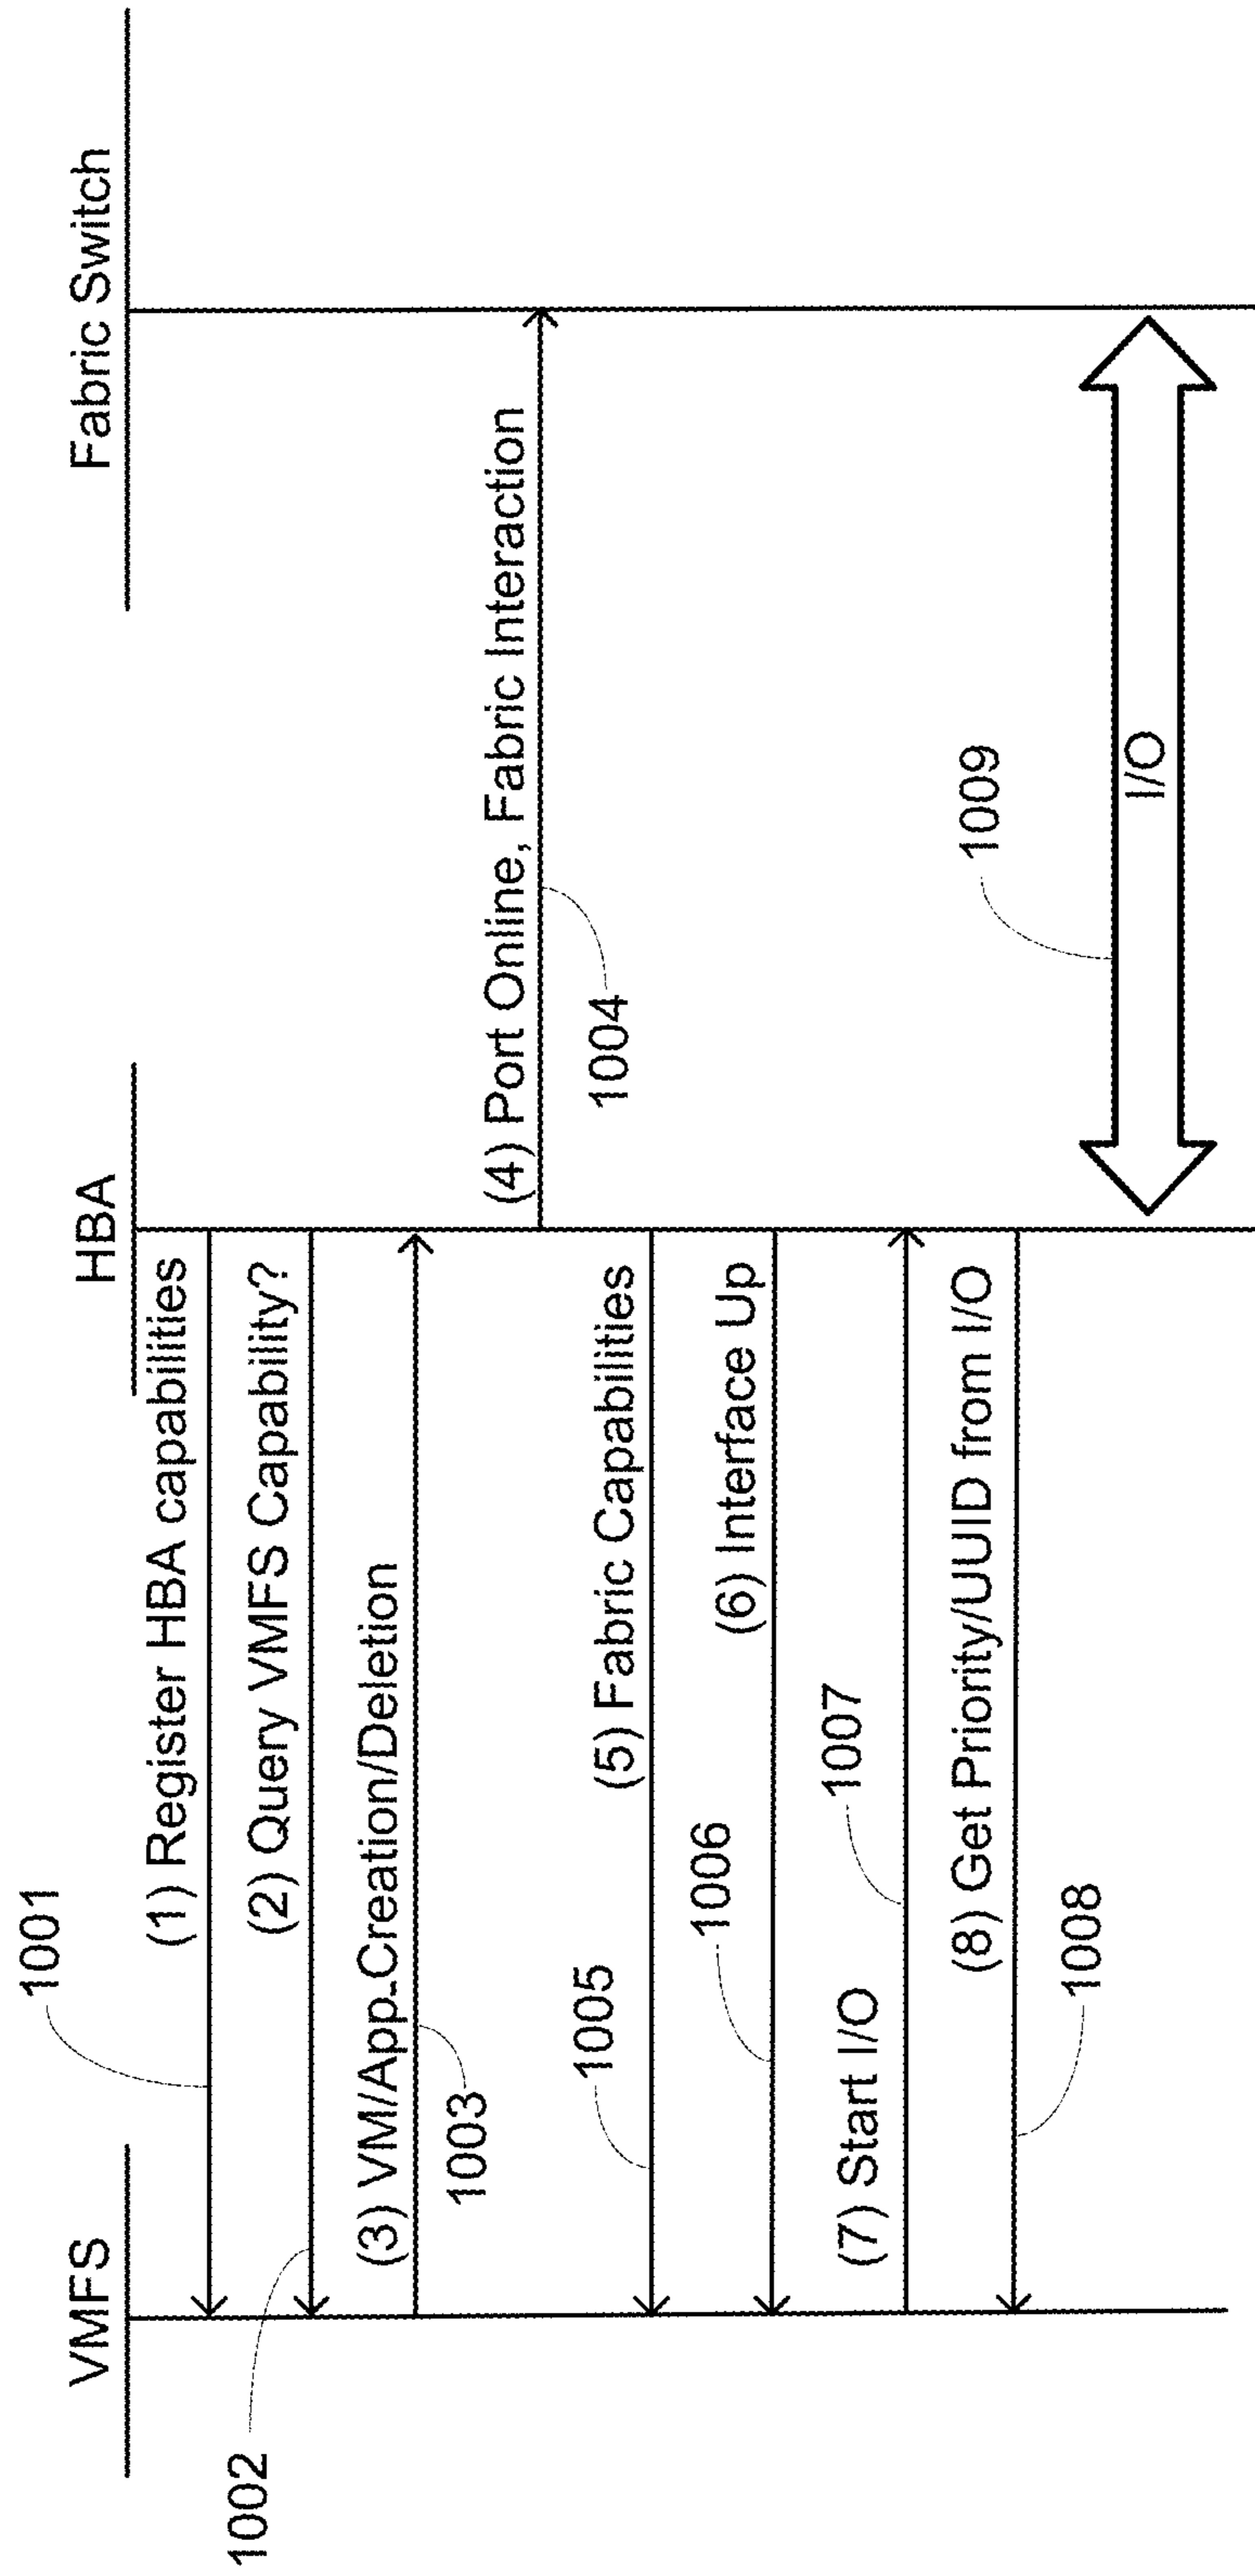 VMFS
HBA
Fabric Switch
1001
(1) Register HBA capabilities
1002
(2) Query VMFS Capability?
(3) VM/App Creation/Deletion
1003
(4) Port Online, Fabric Interaction
1004
1005
(5) Fabric Capabilities
1006
(6) Interface Up
1007
(7) Start I/O
(8) Get Priority/UUID from I/O
1008
1009
I/O